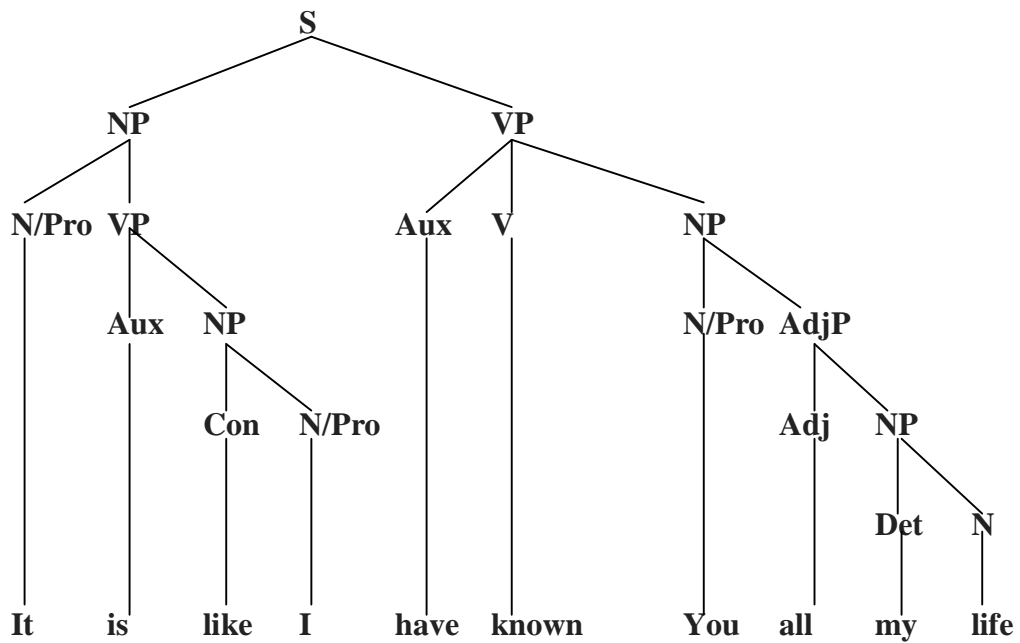 S
NP VP
N/Pro VP Aux V NP
Aux NP N/Pro AdjP
Con N/Pro Adj NP
Det N
It is like I have known You all my life